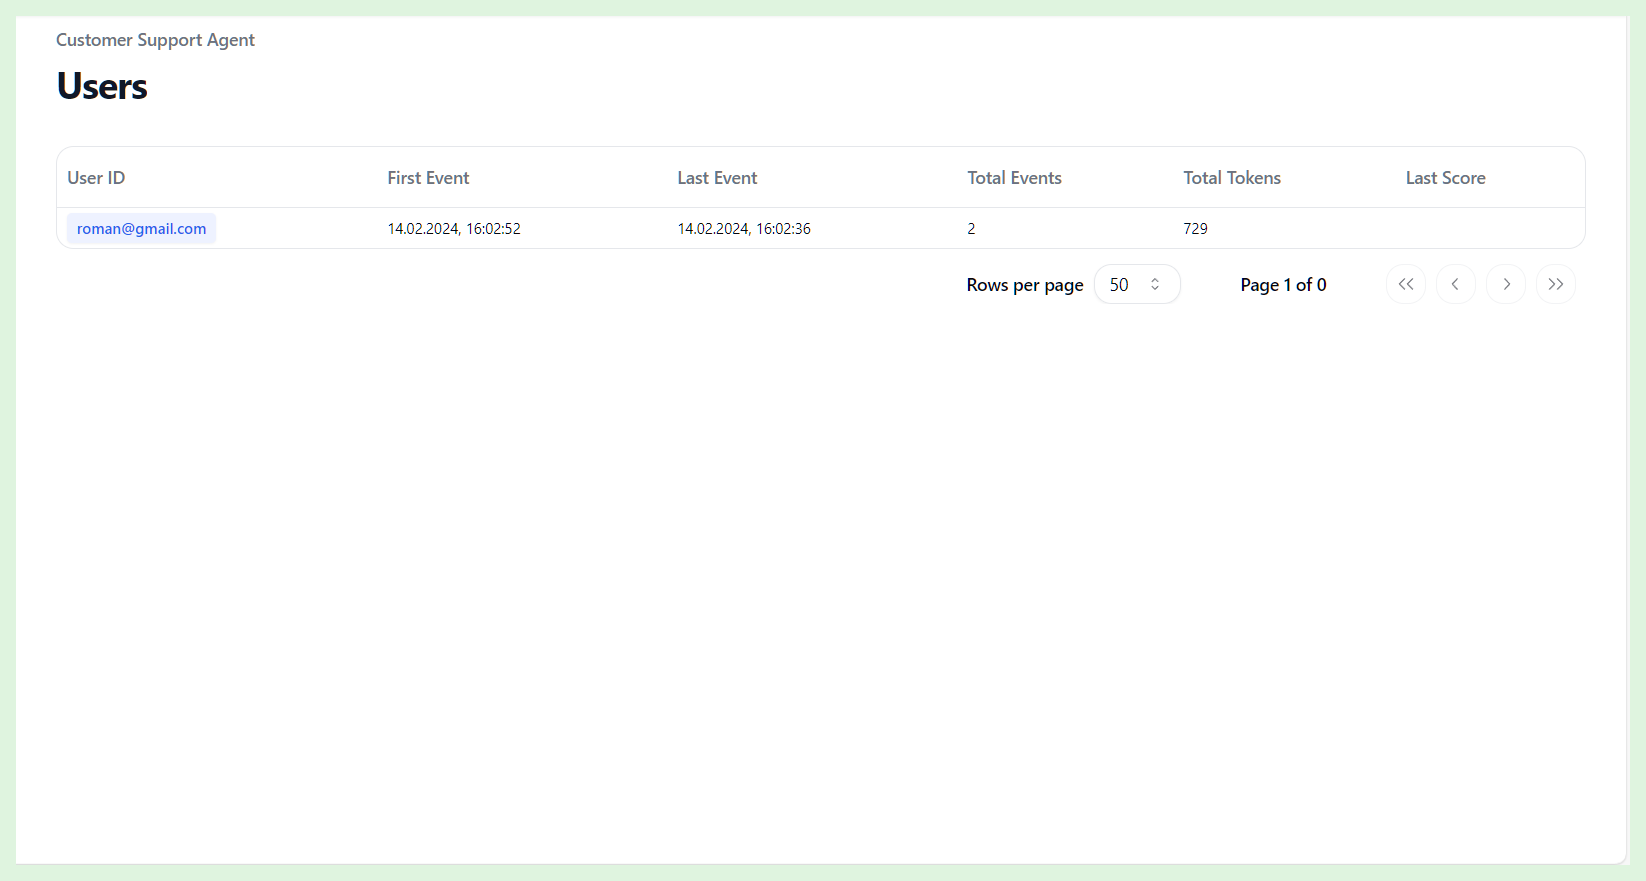 Customer Support Agent
Users
User ID First Event Last Event Total Events Total Tokens Last Score
roman@gmail.com 14.02.2024, 16:02:52 14.02.2024, 16:02:36 2 729
Rows per page 50 Page 1 of 0